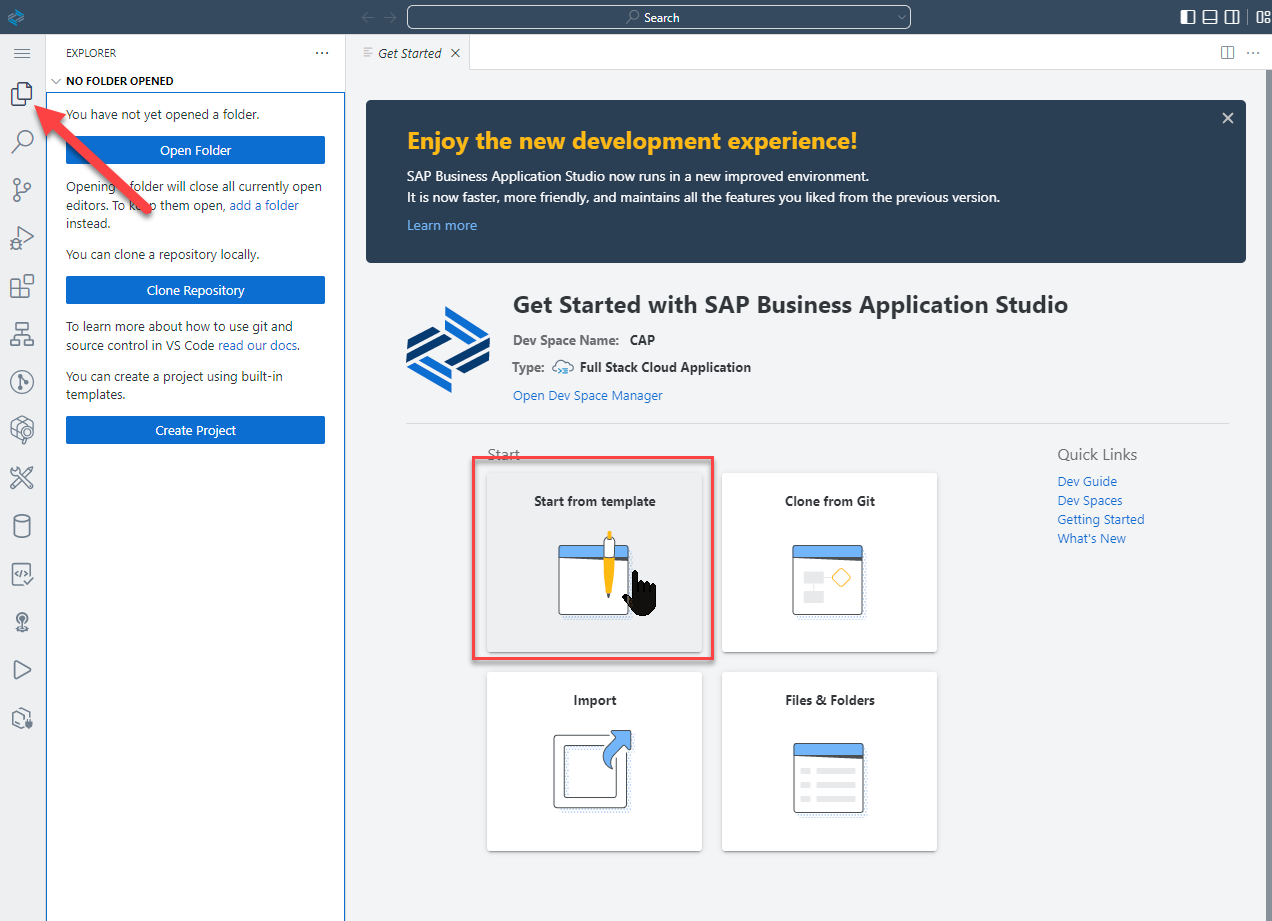 Search
EXPLORER
NO FOLDER OPENED
You have not yet opened a folder.
Open Folder
Opening folder will close all currently open
editors. To them open, add a folder
instead.
You can clone a repository locally.
Clone Repository
To learn more about how to use git and
source control in VS Code read our docs.
You can create a project using built-in
templates.
Create Project
Get Started
Enjoy the new development experience!
SAP Business Application Studio now runs in a new improved environment.
It is now faster, more friendly, and maintains all the features you liked from the previous version.
Learn more
Get Started with SAP Business Application Studio
Dev Space Name: CAP
Type: Full Stack Cloud Application
Open Dev Space Manager
Start
Start from template
Clone from Git
Import
Files & Folders
Quick Links
Dev Guide
Dev Spaces
Getting Started
What's New